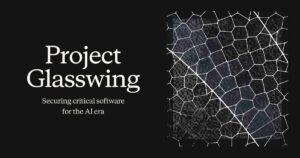 Project
Glasswing
Securing critical software
for the AI era